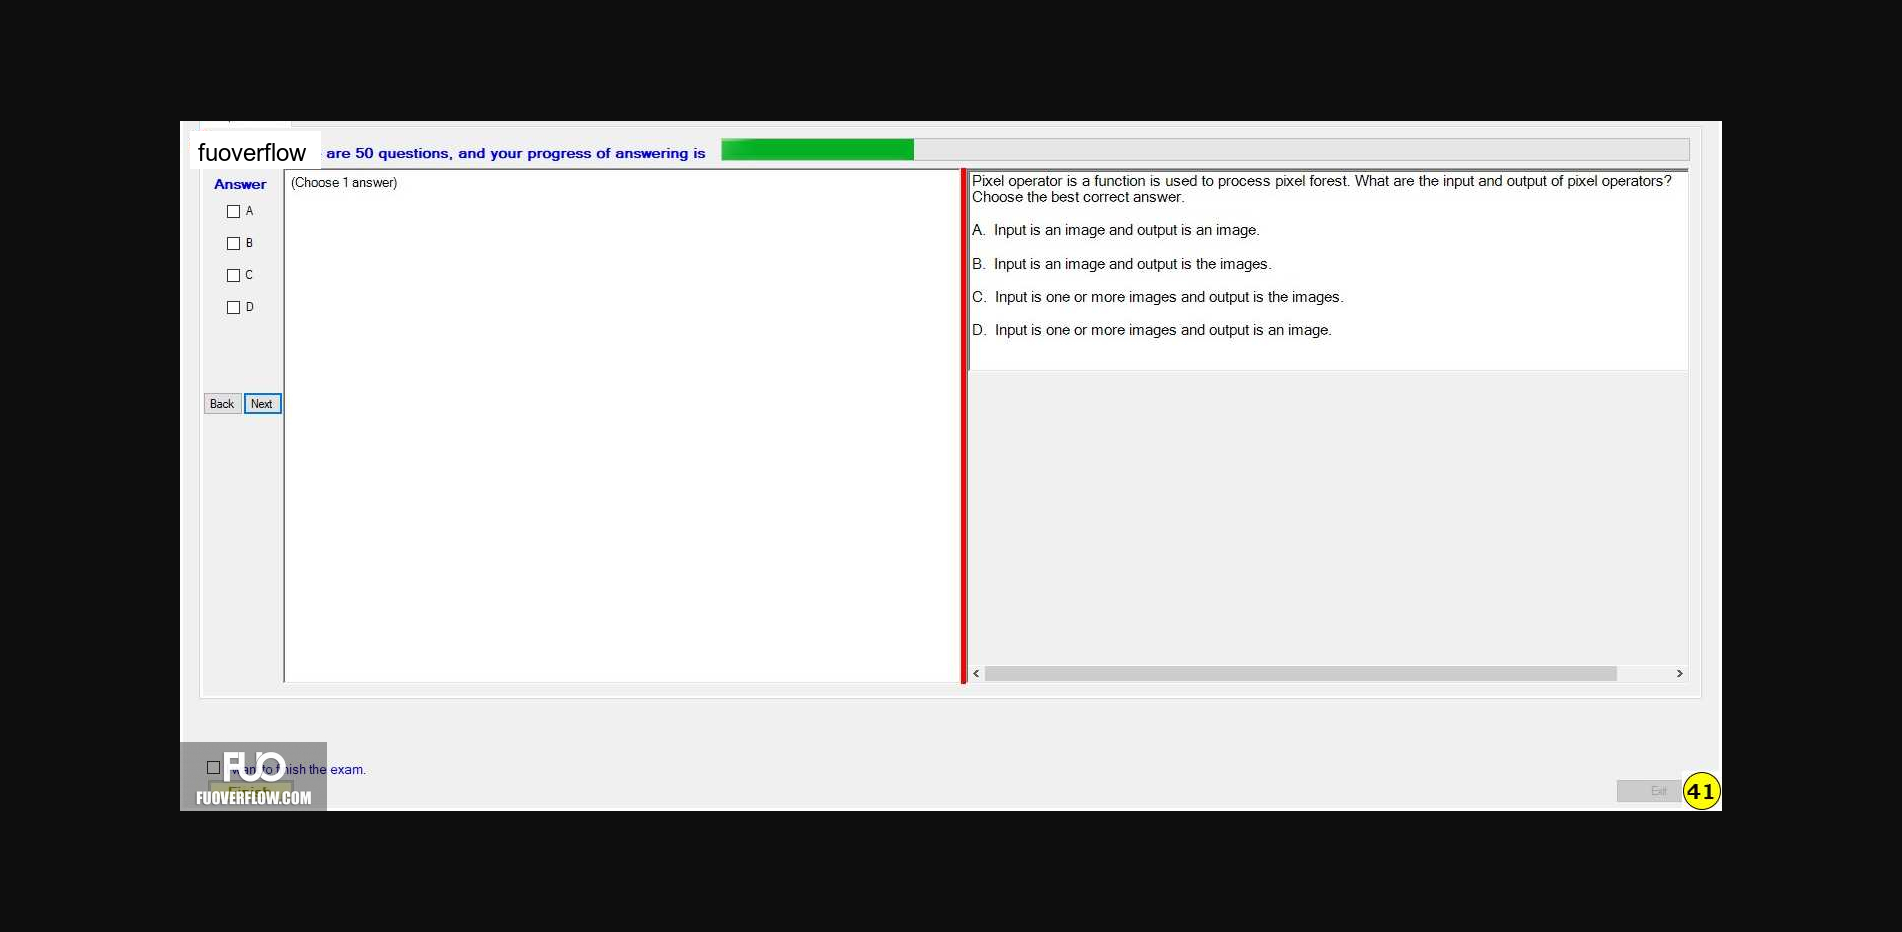 fuoverflow are 50 questions, and your progress of answering is
Answer
(Choose 1 answer)
A
B
C
D
Back Next
Pixel operator is a function is used to process pixel forest. What are the input and output of pixel operators?
Choose the best correct answer.
A. Input is an image and output is an image.
B. Input is an image and output is the images.
C. Input is one or more images and output is the images.
D. Input is one or more images and output is an image.
FUO
want to finish the exam.
Finish
FUOVERFLOW.COM
Exit
41